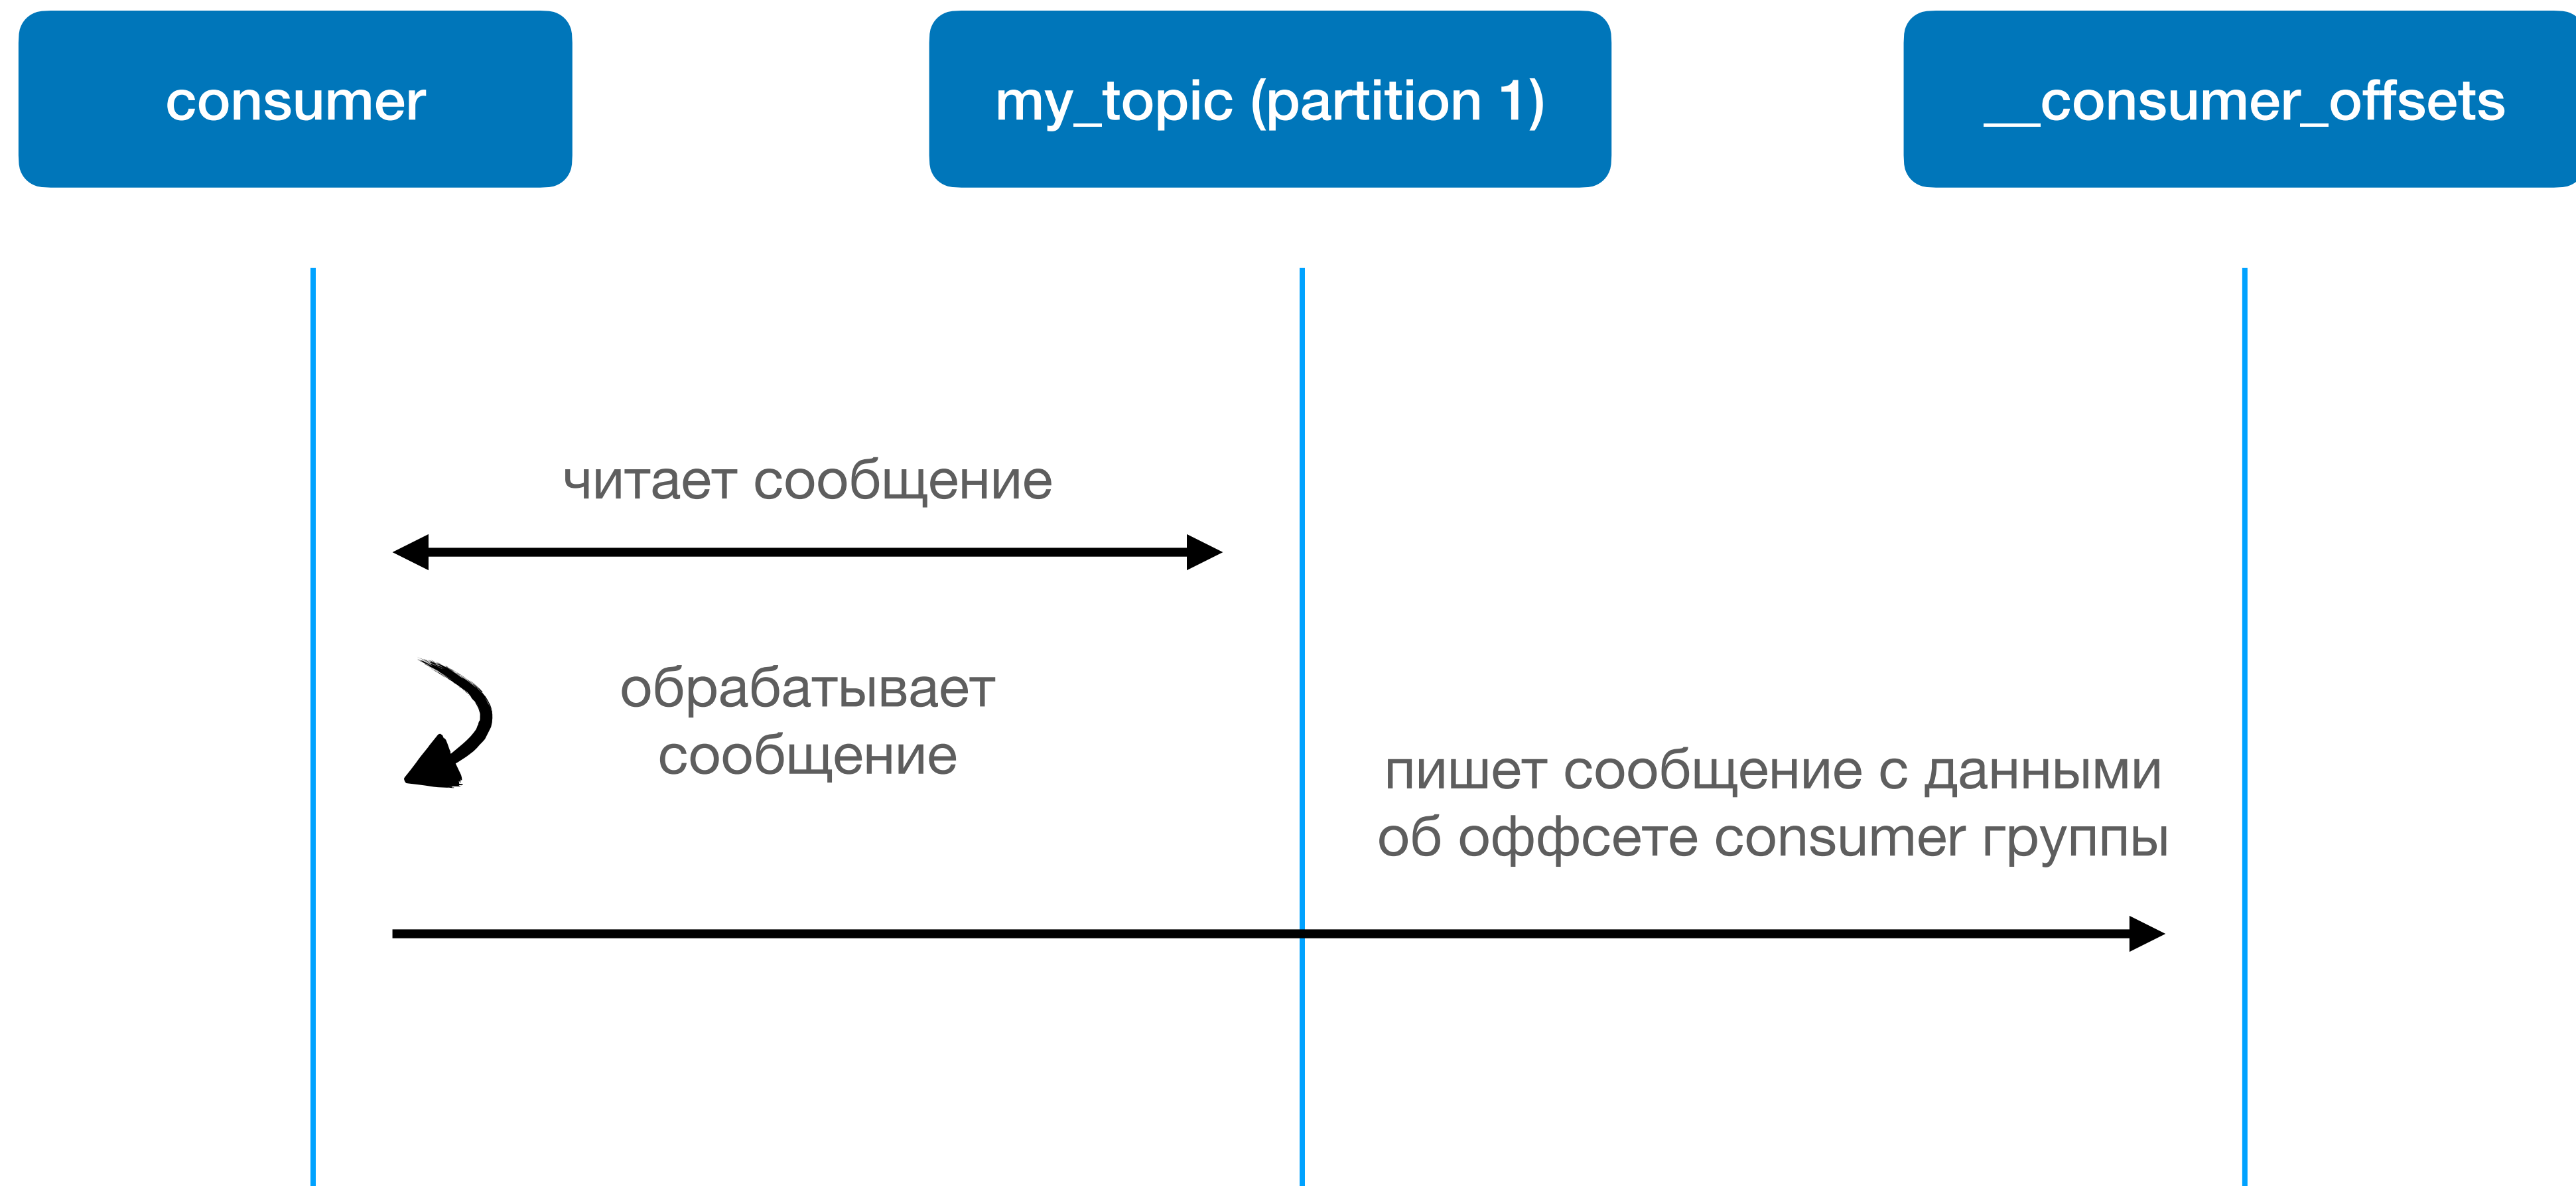 consumer
my_topic (partition 1)
__consumer_offsets
читает сообщение
обрабатывает
сообщение
пишет сообщение с данными
об оффсете consumer группы